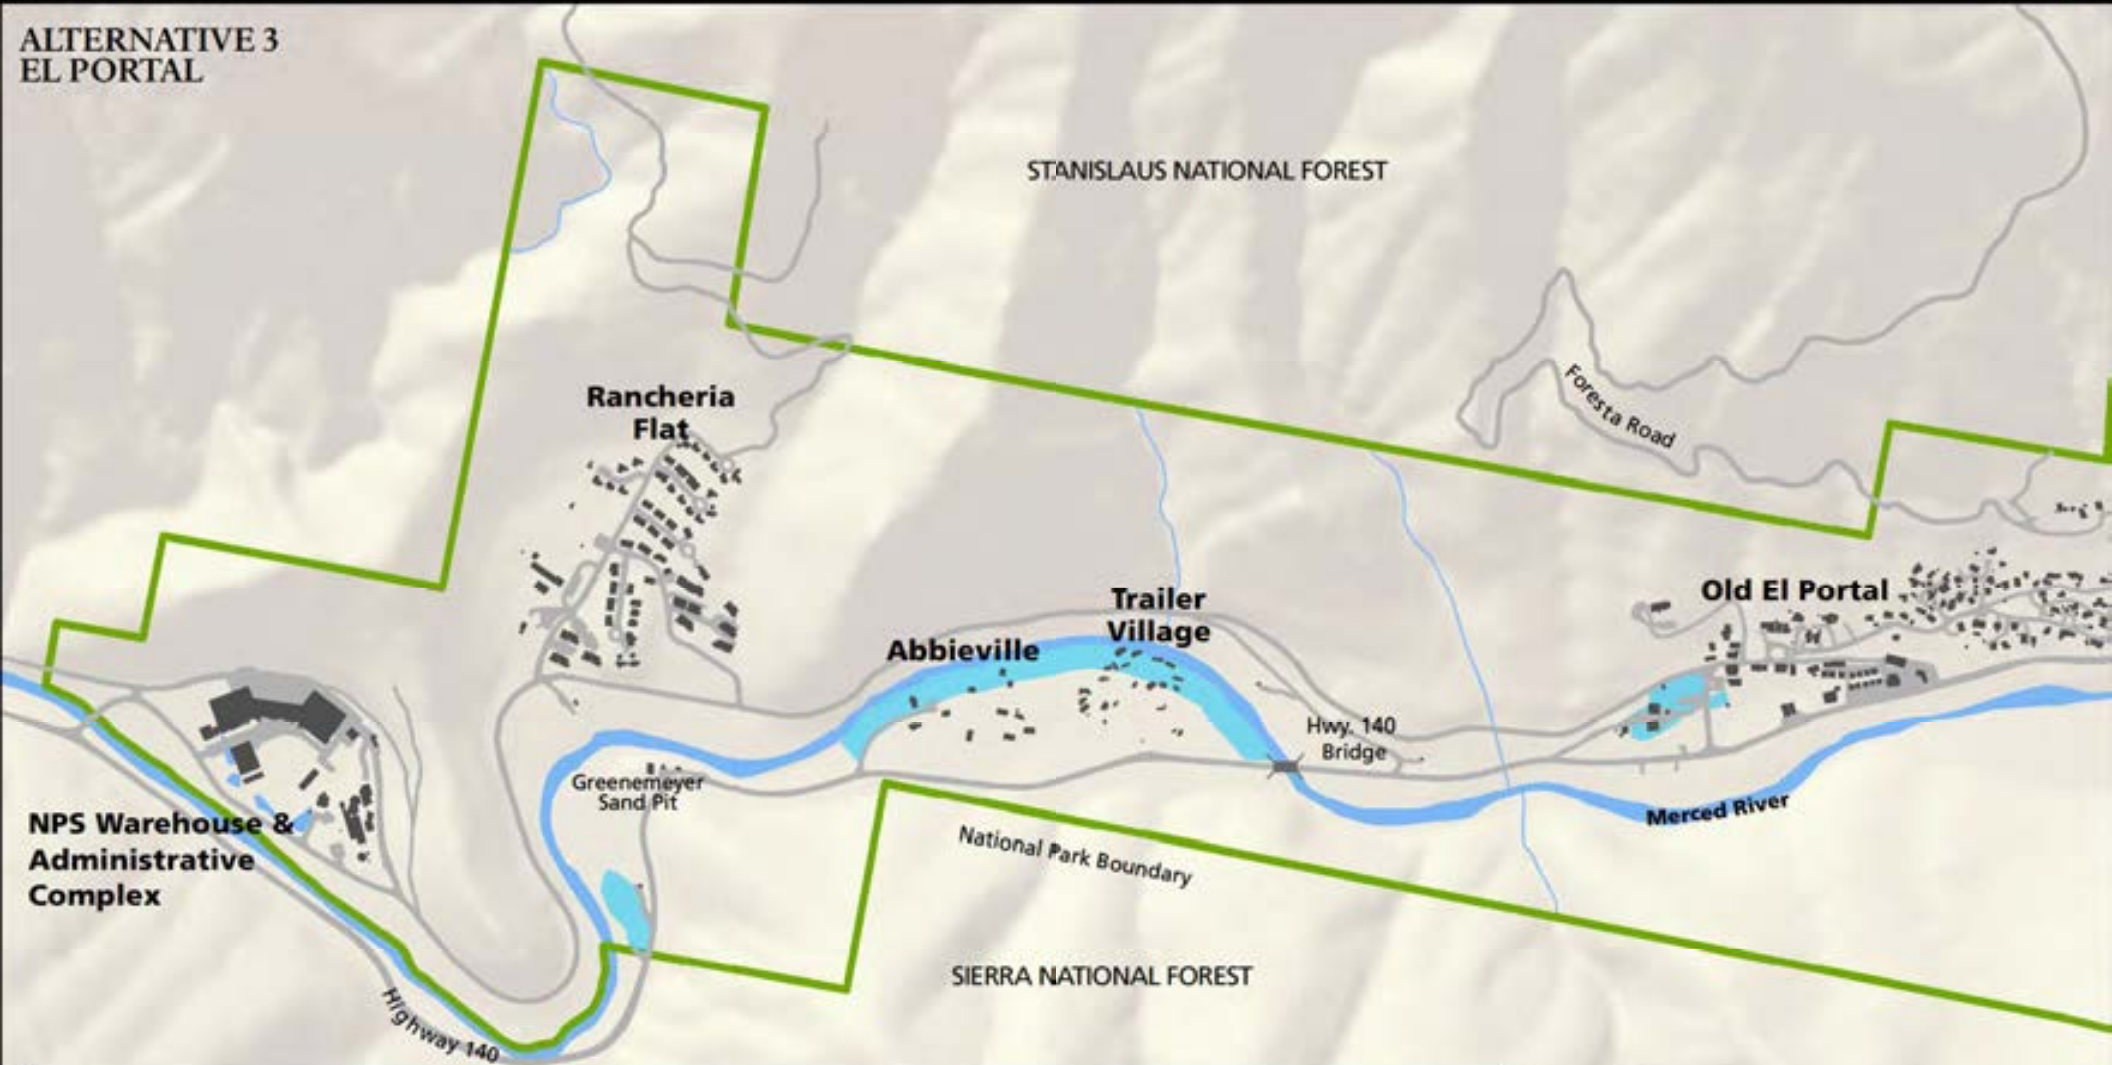 ALTERNATIVE 3
EL PORTAL
STANISLAUS NATIONAL FOREST
Rancheria
Flat
Foresta Road
Old El Portal
Trailer
Village
Abbieville
Hwy. 140
Bridge
Greenemeyer
Sand Pit
Merced River
NPS Warehouse &
Administrative
Complex
National Park Boundary
SIERRA NATIONAL FOREST
Highway 140